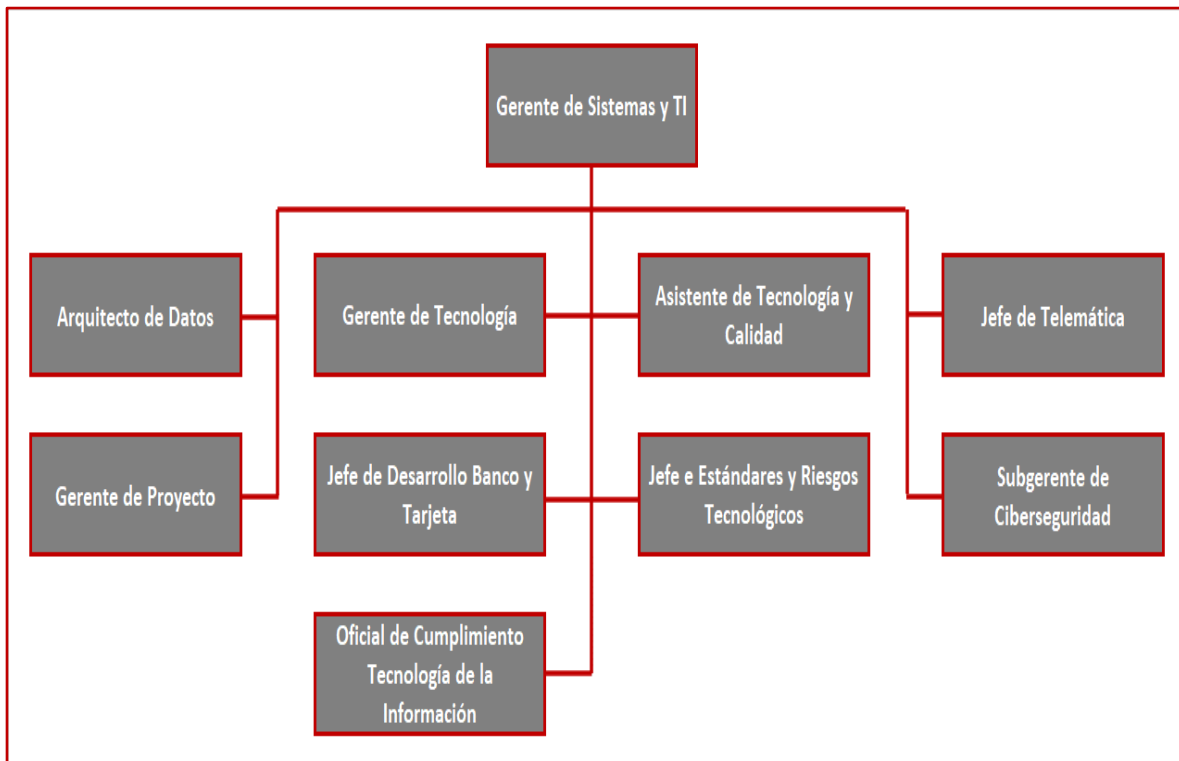 Gerente de Sistemas y TI
Arquitecto de Datos
Gerente de Tecnología
Asistente de Tecnología y
Calidad
Jefe de Telemática
Gerente de Proyecto
Jefe de Desarrollo Banco y
Tarjeta
Jefe e Estándares y Riesgos
Tecnológicos
Subgerente de
Ciberseguridad
Oficial de Cumplimiento
Tecnología de la
Información